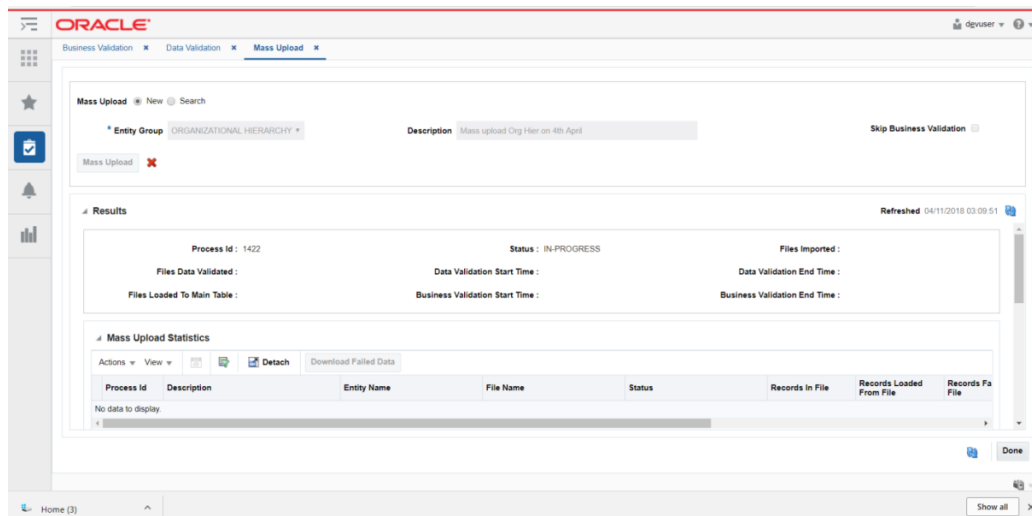 ORACLE
devuser
Business Validation
Data Validation
Mass Upload
Mass Upload New Search
* Entity Group ORGANIZATIONAL HIERARCHY
Description Mass upload Org Hier on 4th April
Skip Business Validation
Mass Upload
Results
Refreshed 04/11/2018 03:09:51
Process Id : 1422
Status : IN-PROGRESS
Files Imported :
Files Data Validated :
Data Validation Start Time :
Data Validation End Time :
Files Loaded To Main Table :
Business Validation Start Time :
Business Validation End Time :
Mass Upload Statistics
Actions View Detach Download Failed Data
Process Id Description Entity Name File Name Status Records In File Records Loaded From File Records Fa File
No data to display.
Done
Home (3)
Show all